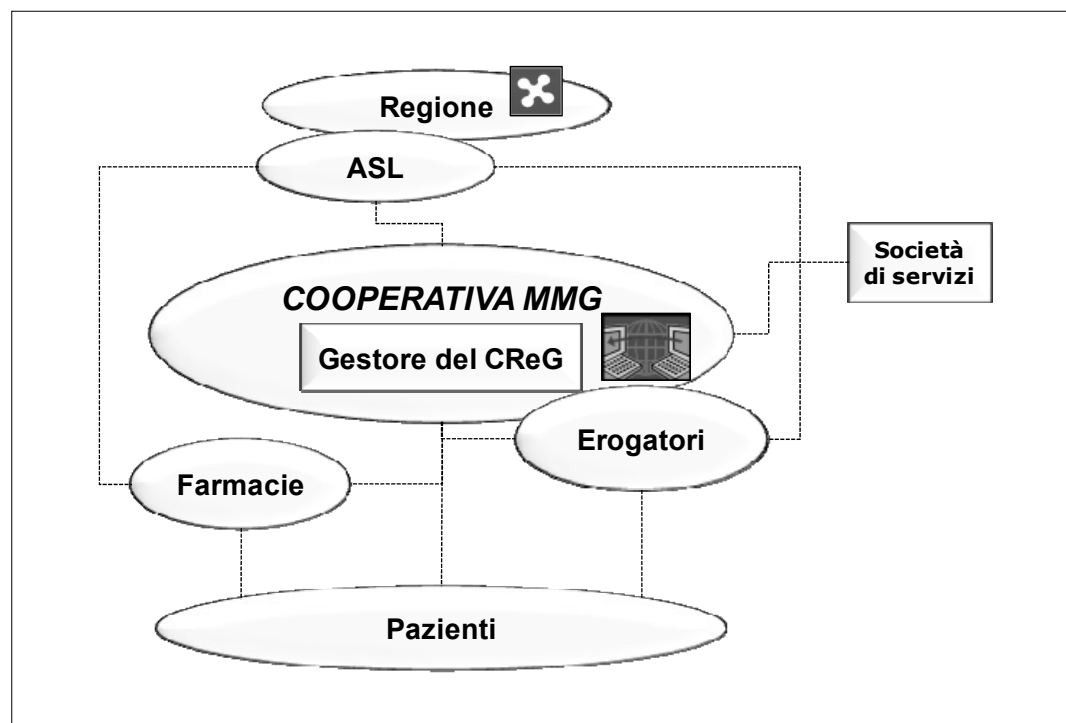 Regione
ASL
Società
di servizi
COOPERATIVA MMG
Gestore del CReG
Erogatori
Farmacie
Pazienti